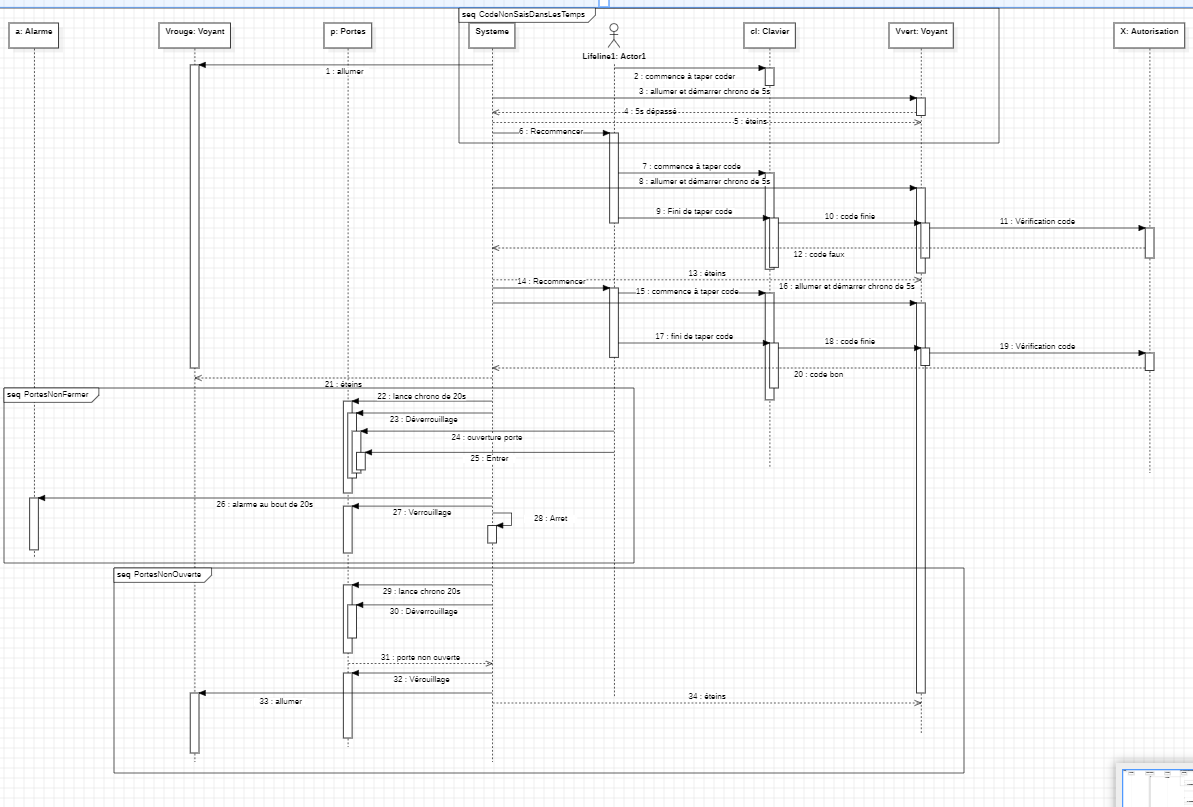 seq CodeNonSaisDansLesTemps
a: Alarme
Vrouge: Voyant
p: Portes
Systeme
Lifeline1: Actor1
cl: Clavier
Vvert: Voyant
X: Autorisation
1 : allumer
2 : commence à taper coder
3 : allumer et démarrer chrono de 5s
4 : 5s dépassé
5 : éteins
6 : Recommencer
7 : commence à taper code
8 : allumer et démarrer chrono de 5s
9 : Fini de taper code
10 : code finie
11 : Vérification code
12 : code faux
13 : éteins
14 : Recommencer
15 : commence à taper code
16 : allumer et démarrer chrono de 5s
17 : fini de taper code
18 : code finie
19 : Vérification code
20 : code bon
21 : éteins
seq PortesNonFermer
22 : lance chrono de 20s
23 : Déverrouillage
24 : ouverture porte
25 : Entrer
26 : alarme au bout de 20s
27 : Verrouillage
28 : Arret
seq PortesNonOuverte
29 : lance chrono 20s
30 : Déverrouillage
31 : porte non ouverte
32 : Vérouillage
33 : allumer
34 : éteins